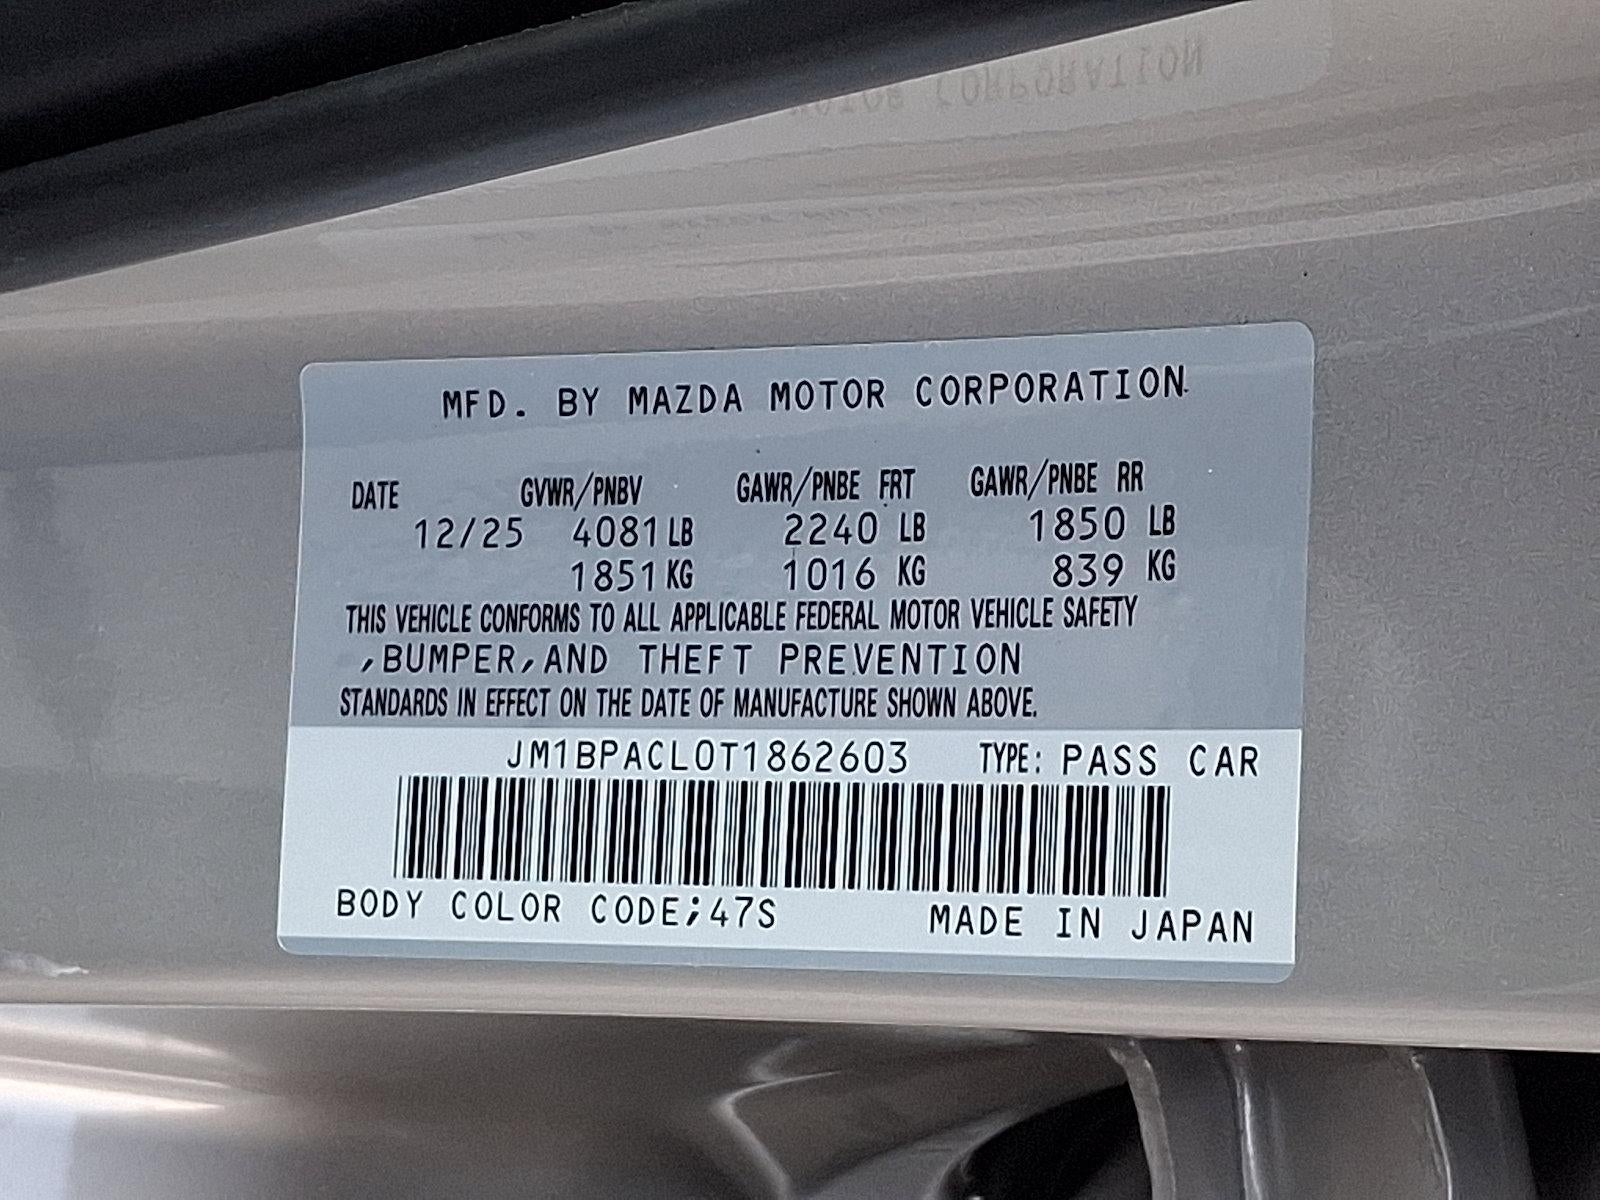 MFD. BY MAZDA MOTOR CORPORATION
DATE GVWR/PNBV GAWR/PNBE FRT GAWR/PNBE RR
12/25 4081 LB 2240 LB 1850 LB
1851 KG 1016 KG 839 KG
THIS VEHICLE CONFORMS TO ALL APPLICABLE FEDERAL MOTOR VEHICLE SAFETY
,BUMPER,AND THEFT PREVENTION
STANDARDS IN EFFECT ON THE DATE OF MANUFACTURE SHOWN ABOVE.
JM1BPACL0T1862603 TYPE: PASS CAR
BODY COLOR CODE;47S MADE IN JAPAN